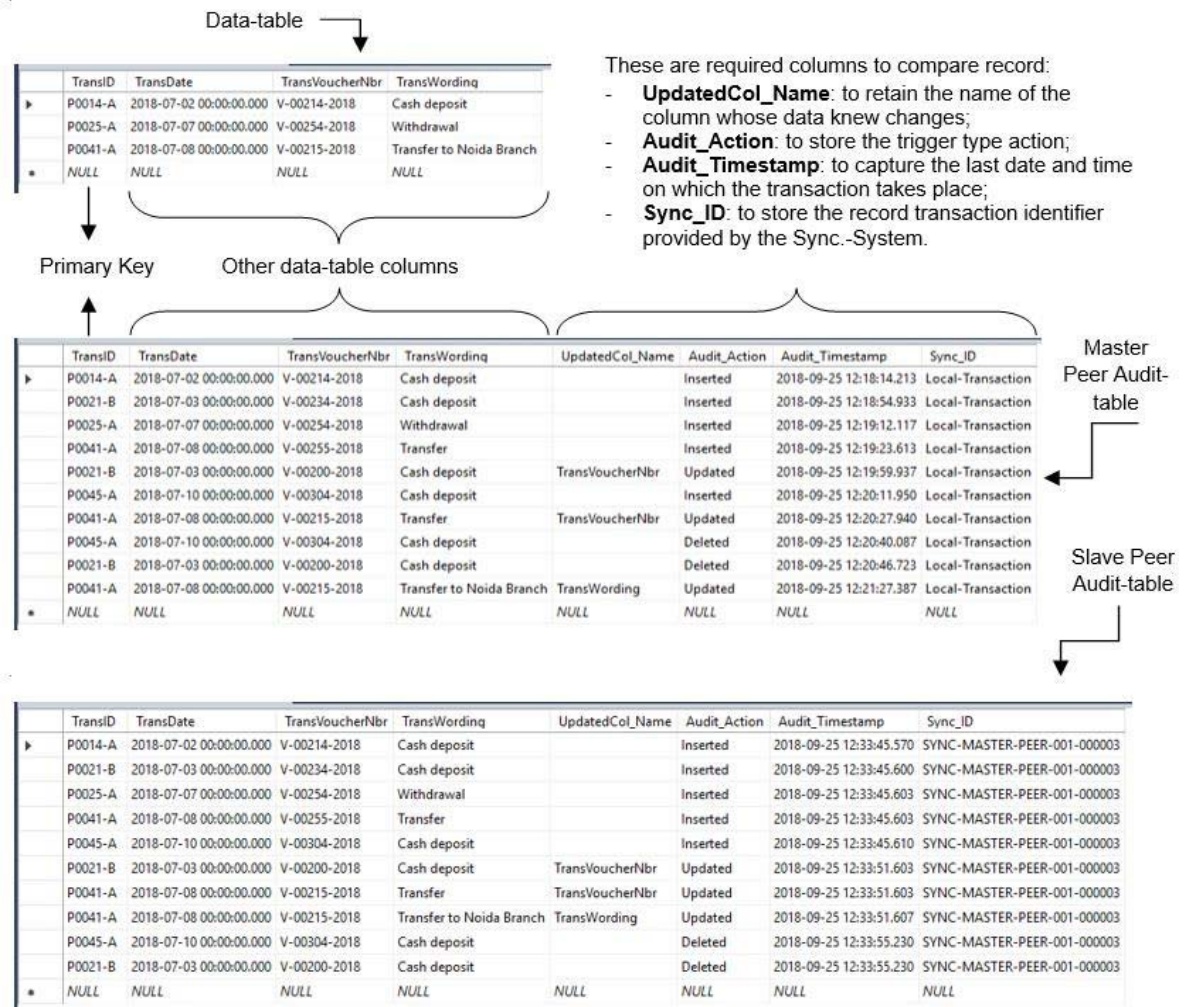 Data-table
TransID TransDate TransVoucherNbr TransWording
P0014-A 2018-07-02 00:00:00.000 V-00214-2018 Cash deposit
P0025-A 2018-07-07 00:00:00.000 V-00254-2018 Withdrawal
P0041-A 2018-07-08 00:00:00.000 V-00215-2018 Transfer to Noida Branch
NULL NULL NULL NULL
These are required columns to compare record:
- UpdatedCol_Name: to retain the name of the
column whose data knew changes;
- Audit_Action: to store the trigger type action;
- Audit_Timestamp: to capture the last date and time
on which the transaction takes place;
- Sync_ID: to store the record transaction identifier
provided by the Sync.-System.
Primary Key Other data-table columns
TransID TransDate TransVoucherNbr TransWording UpdatedCol_Name Audit_Action Audit_Timestamp Sync_ID
P0014-A 2018-07-02 00:00:00.000 V-00214-2018 Cash deposit Inserted 2018-09-25 12:18:14.213 Local-Transaction
P0021-B 2018-07-03 00:00:00.000 V-00234-2018 Cash deposit Inserted 2018-09-25 12:18:54.933 Local-Transaction
P0025-A 2018-07-07 00:00:00.000 V-00254-2018 Withdrawal Inserted 2018-09-25 12:19:12.117 Local-Transaction
P0041-A 2018-07-08 00:00:00.000 V-00255-2018 Transfer Inserted 2018-09-25 12:19:23.613 Local-Transaction
P0021-B 2018-07-03 00:00:00.000 V-00200-2018 Cash deposit TransVoucherNbr Updated 2018-09-25 12:19:59.937 Local-Transaction
P0045-A 2018-07-10 00:00:00.000 V-00304-2018 Cash deposit Inserted 2018-09-25 12:20:11.950 Local-Transaction
P0041-A 2018-07-08 00:00:00.000 V-00215-2018 Transfer TransVoucherNbr Updated 2018-09-25 12:20:27.940 Local-Transaction
P0045-A 2018-07-10 00:00:00.000 V-00304-2018 Cash deposit Deleted 2018-09-25 12:20:40.087 Local-Transaction
P0021-B 2018-07-03 00:00:00.000 V-00200-2018 Cash deposit Deleted 2018-09-25 12:20:46.723 Local-Transaction
P0041-A 2018-07-08 00:00:00.000 V-00215-2018 Transfer to Noida Branch TransWording Updated 2018-09-25 12:21:27.387 Local-Transaction
NULL NULL NULL NULL NULL NULL NULL NULL
Master
Peer Audit-
table
Slave Peer
Audit-table
TransID TransDate TransVoucherNbr TransWording UpdatedCol_Name Audit_Action Audit_Timestamp Sync_ID
P0014-A 2018-07-02 00:00:00.000 V-00214-2018 Cash deposit Inserted 2018-09-25 12:33:45.570 SYNC-MASTER-PEER-001-000003
P0021-B 2018-07-03 00:00:00.000 V-00234-2018 Cash deposit Inserted 2018-09-25 12:33:45.600 SYNC-MASTER-PEER-001-000003
P0025-A 2018-07-07 00:00:00.000 V-00254-2018 Withdrawal Inserted 2018-09-25 12:33:45.603 SYNC-MASTER-PEER-001-000003
P0041-A 2018-07-08 00:00:00.000 V-00255-2018 Transfer Inserted 2018-09-25 12:33:45.603 SYNC-MASTER-PEER-001-000003
P0045-A 2018-07-10 00:00:00.000 V-00304-2018 Cash deposit Inserted 2018-09-25 12:33:45.610 SYNC-MASTER-PEER-001-000003
P0021-B 2018-07-03 00:00:00.000 V-00200-2018 Cash deposit TransVoucherNbr Updated 2018-09-25 12:33:51.603 SYNC-MASTER-PEER-001-000003
P0041-A 2018-07-08 00:00:00.000 V-00215-2018 Transfer TransVoucherNbr Updated 2018-09-25 12:33:51.603 SYNC-MASTER-PEER-001-000003
P0041-A 2018-07-08 00:00:00.000 V-00215-2018 Transfer to Noida Branch TransWording Updated 2018-09-25 12:33:51.607 SYNC-MASTER-PEER-001-000003
P0045-A 2018-07-10 00:00:00.000 V-00304-2018 Cash deposit Deleted 2018-09-25 12:33:55.230 SYNC-MASTER-PEER-001-000003
P0021-B 2018-07-03 00:00:00.000 V-00200-2018 Cash deposit Deleted 2018-09-25 12:33:55.230 SYNC-MASTER-PEER-001-000003
NULL NULL NULL NULL NULL NULL NULL NULL